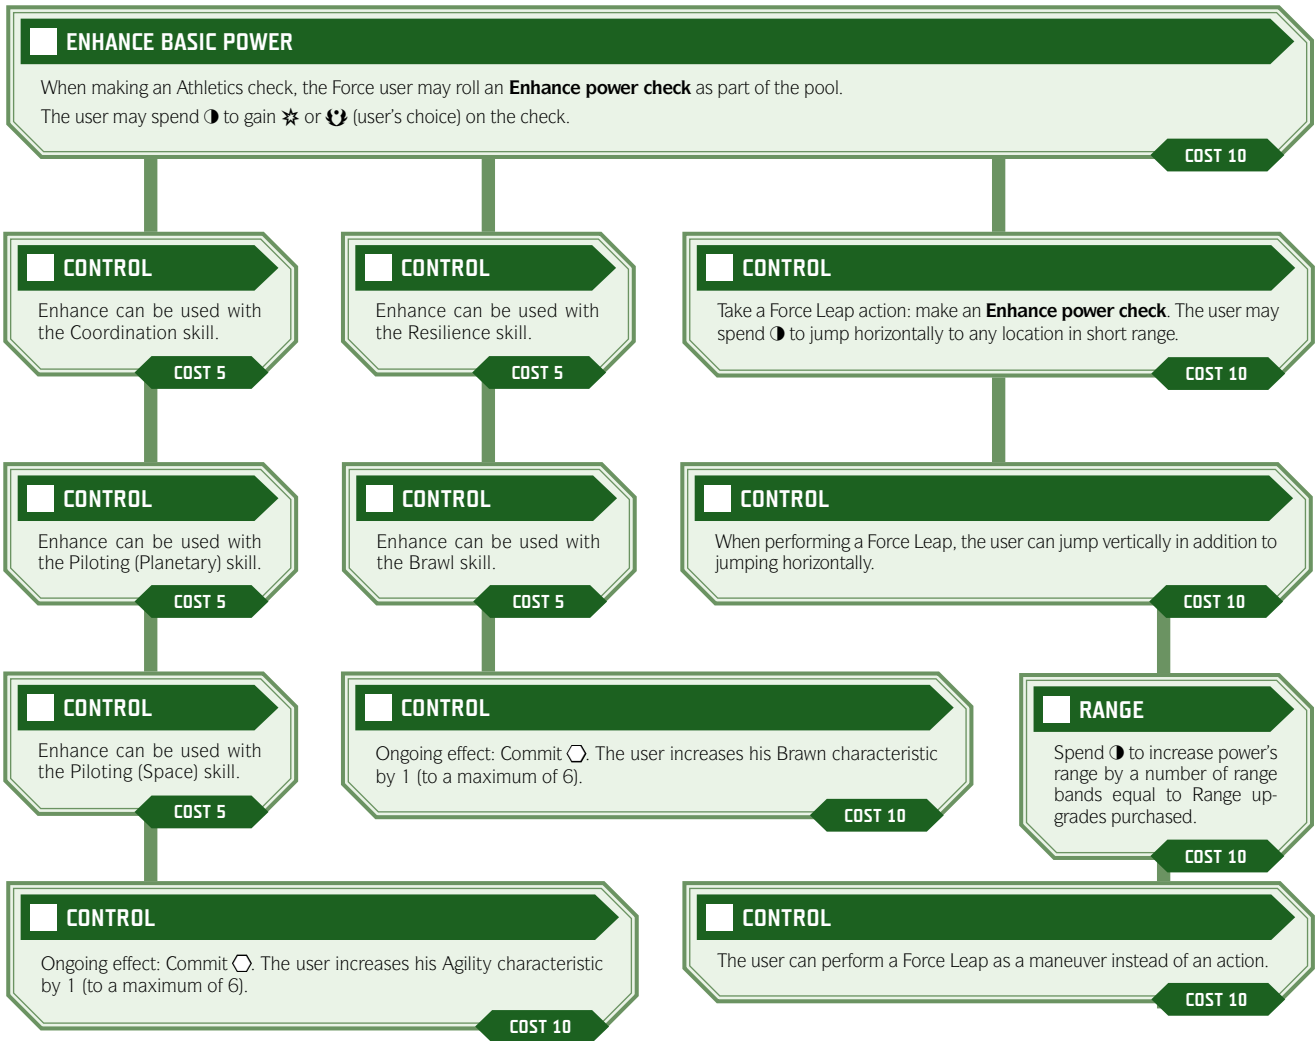 ENHANCE BASIC POWER
When making an Athletics check, the Force user may roll an Enhance power check as part of the pool.
The user may spend ◑ to gain or (user's choice) on the check.
COST 10
CONTROL
Enhance can be used with
the Coordination skill.
COST 5
CONTROL
Enhance can be used with
the Resilience skill.
COST 5
CONTROL
Take a Force Leap action: make an Enhance power check. The user may
spend ◑ to jump horizontally to any location in short range.
COST 10
CONTROL
Enhance can be used with
the Piloting (Planetary) skill.
COST 5
CONTROL
Enhance can be used with
the Brawl skill.
COST 5
CONTROL
When performing a Force Leap, the user can jump vertically in addition to
jumping horizontally.
COST 10
CONTROL
Enhance can be used with
the Piloting (Space) skill.
COST 5
CONTROL
Ongoing effect: Commit ⬡. The user increases his Brawn characteristic
by 1 (to a maximum of 6).
COST 10
RANGE
Spend ◑ to increase power's
range by a number of range
bands equal to Range up-
grades purchased.
COST 10
CONTROL
Ongoing effect: Commit ⬡. The user increases his Agility characteristic
by 1 (to a maximum of 6).
COST 10
CONTROL
The user can perform a Force Leap as a maneuver instead of an action.
COST 10